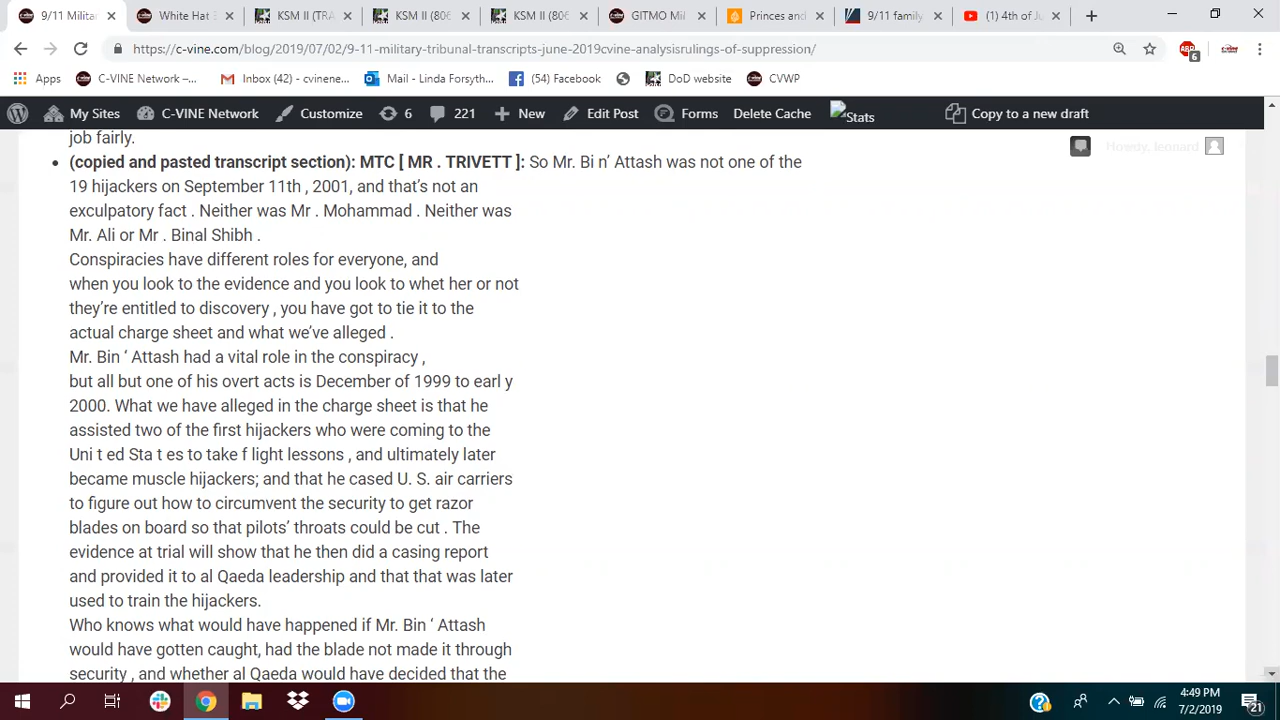 9/11 Milita
WhiteHat
KSM II (TRA
KSM II (806
KSM II (806
GITMO Mil
Princes and
9/11 family
(1) 4th of Ju
https://c-vine.com/blog/2019/07/02/9-11-military-tribunal-transcripts-june-2019cvine-analysisrulings-of-suppression/
ABP
6
Apps
C-VINE Network –...
Inbox (42) - cvinene...
Mail - Linda Forsyth...
(54) Facebook
DoD website
CVWP
My Sites
C-VINE Network
Customize
6
221
New
Edit Post
Forms
Delete Cache
Stats
Copy to a new draft
Howdy, leonard
job fairly.
(copied and pasted transcript section): MTC [ MR . TRIVETT ]: So Mr. Bi n’ Attash was not one of the
19 hijackers on September 11th , 2001, and that’s not an
exculpatory fact . Neither was Mr . Mohammad . Neither was
Mr. Ali or Mr . Binal Shibh .
Conspiracies have different roles for everyone, and
when you look to the evidence and you look to whet her or not
they’re entitled to discovery , you have got to tie it to the
actual charge sheet and what we’ve alleged .
Mr. Bin ‘ Attash had a vital role in the conspiracy ,
but all but one of his overt acts is December of 1999 to earl y
2000. What we have alleged in the charge sheet is that he
assisted two of the first hijackers who were coming to the
Uni t ed Sta t es to take f light lessons , and ultimately later
became muscle hijackers; and that he cased U. S. air carriers
to figure out how to circumvent the security to get razor
blades on board so that pilots’ throats could be cut . The
evidence at trial will show that he then did a casing report
and provided it to al Qaeda leadership and that that was later
used to train the hijackers.
Who knows what would have happened if Mr. Bin ‘ Attash
would have gotten caught, had the blade not made it through
security , and whether al Qaeda would have decided that the
4:49 PM
7/2/2019
21